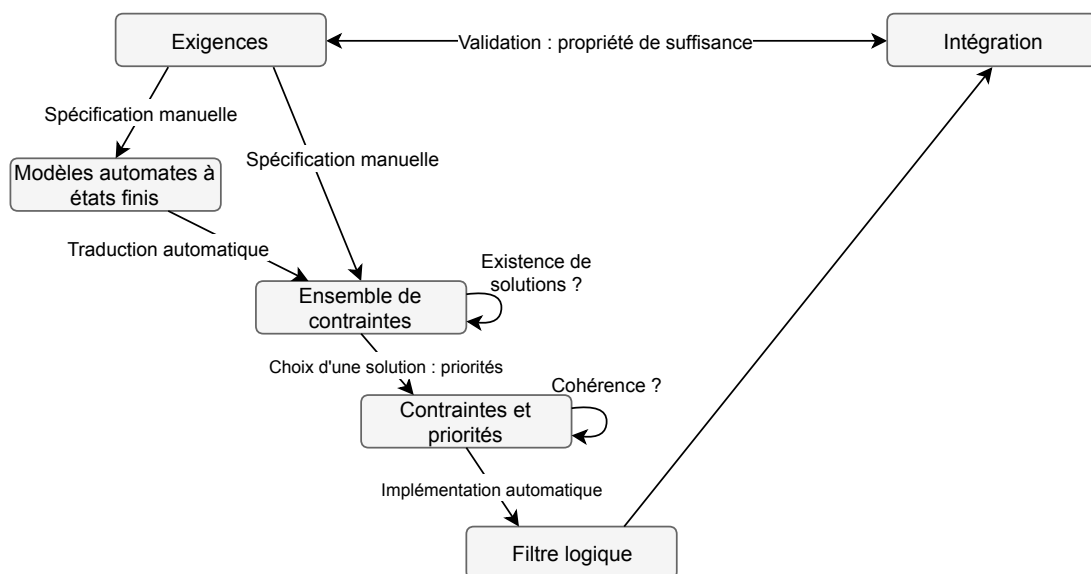 Exigences
Validation : propriété de suffisance
Intégration
Spécification manuelle
Spécification manuelle
Modèles automates à
états finis
Traduction automatique
Existence de
solutions ?
Ensemble de
contraintes
Choix d'une solution : priorités
Cohérence ?
Contraintes et
priorités
Implémentation automatique
Filtre logique